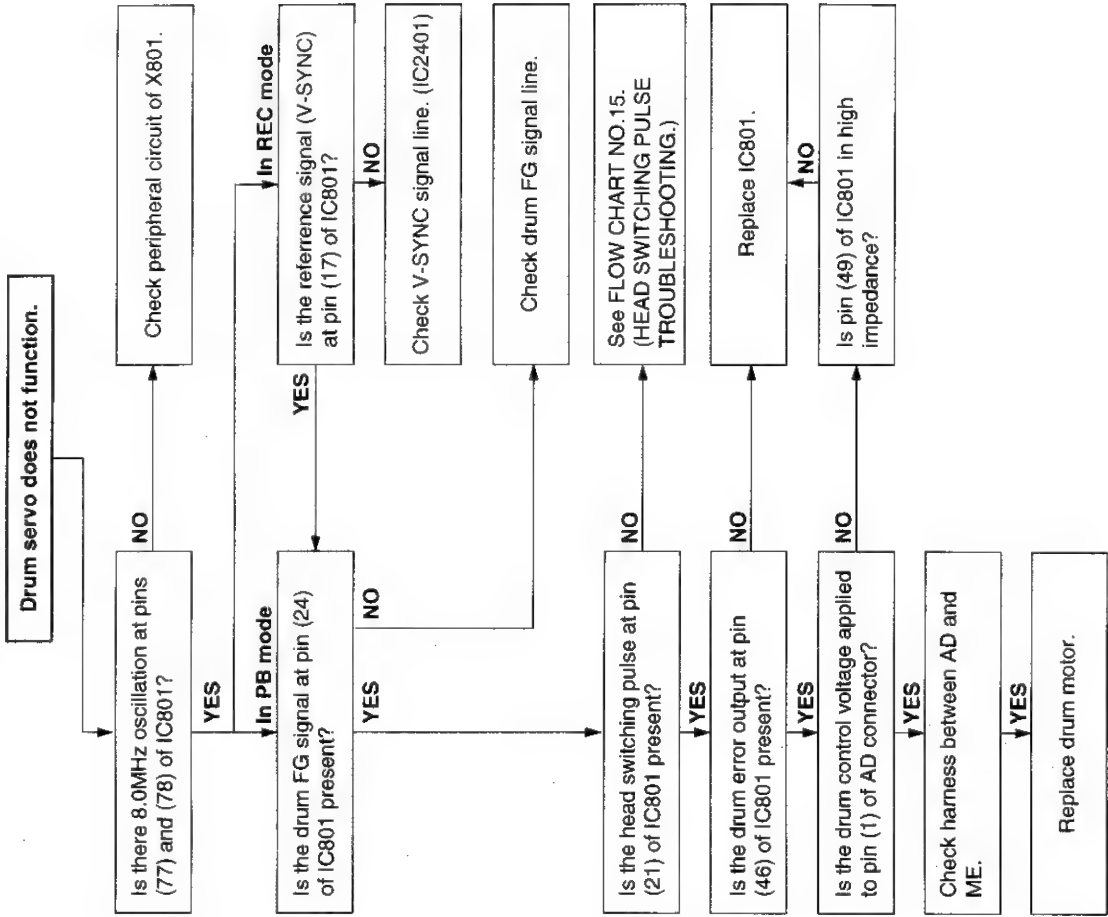 Drum servo does not function.
Is there 8.0MHz oscillation at pins
(77) and (78) of IC801?
NO
Check peripheral circuit of X801.
YES
In PB mode
In REC mode
Is the reference signal (V-SYNC)
at pin (17) of IC801?
YES
NO
Check V-SYNC signal line. (IC2401)
Is the drum FG signal at pin (24)
of IC801 present?
NO
Check drum FG signal line.
YES
Is the head switching pulse at pin
(21) of IC801 present?
NO
See FLOW CHART NO.15.
(HEAD SWITCHING PULSE
TROUBLESHOOTING.)
YES
Is the drum error output at pin
(46) of IC801 present?
NO
Replace IC801.
YES
Is the drum control voltage applied
to pin (1) of AD connector?
NO
Is pin (49) of IC801 in high
impedance?
NO
YES
Check harness between AD and
ME.
YES
Replace drum motor.